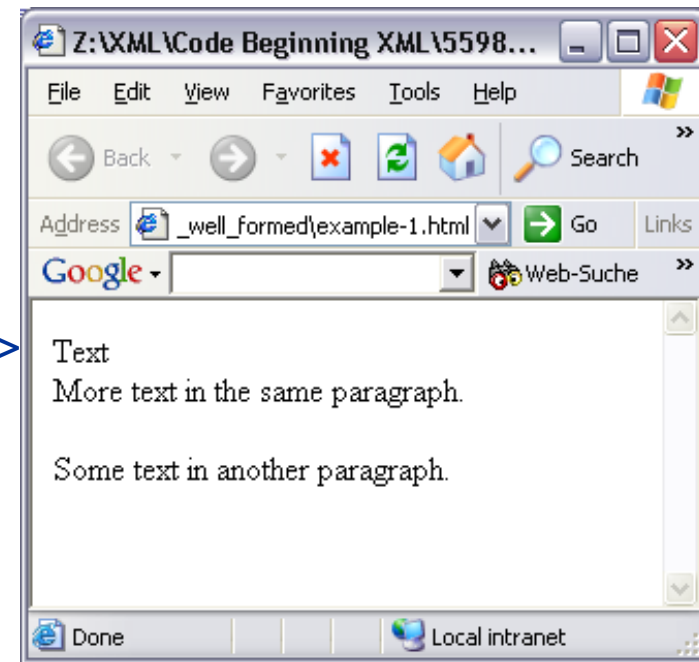 Z:\XML\Code Beginning XML\5598...
File Edit View Favorites Tools Help
Back Search »
Address _well_formed\example-1.html Go Links
Google Web-Suche »
>
Text
More text in the same paragraph.
Some text in another paragraph.
Done Local intranet